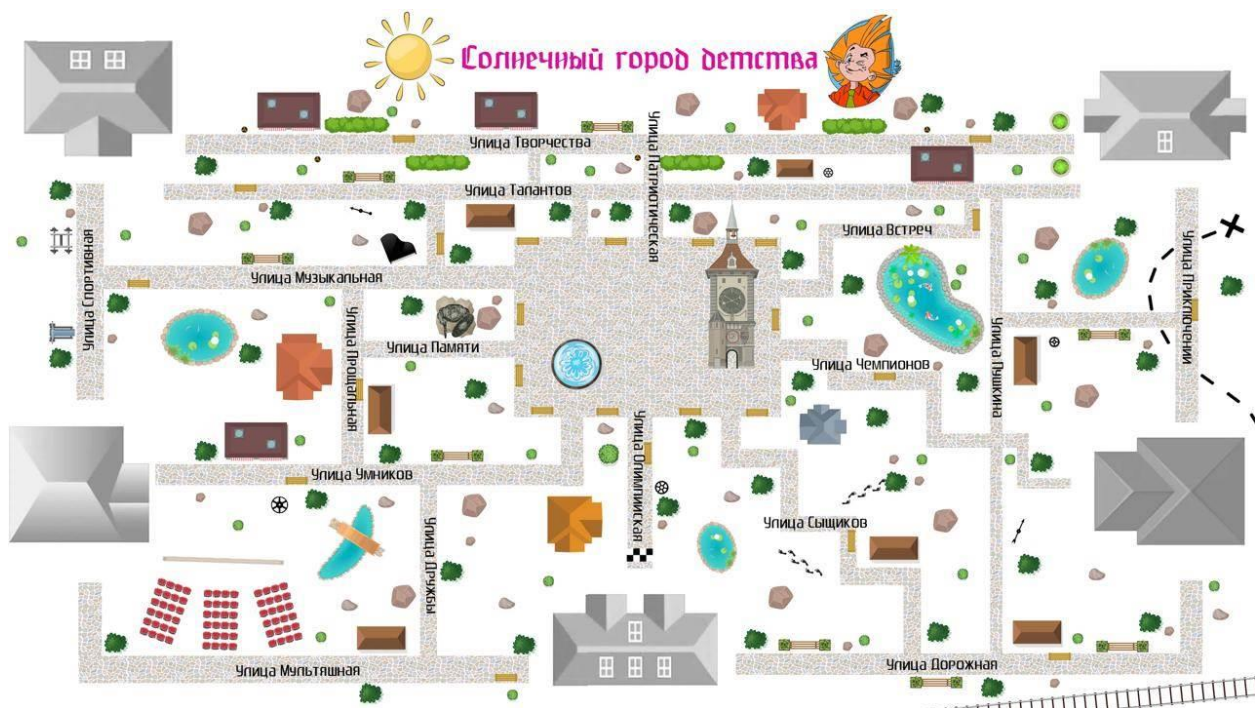 Солнечный город детства
Улица Творчества
Улица Патриотическая
Улица Талантов
Улица Встреч
Улица Спортивная
Улица Музыкальная
Улица Приключений
Улица Прощальная
Улица Памяти
Улица Чемпионов
Улица Пушкина
Улица Умников
Улица Олимпийская
Улица Сыщиков
Улица Дружбы
Улица Мультяшная
Улица Дорожная